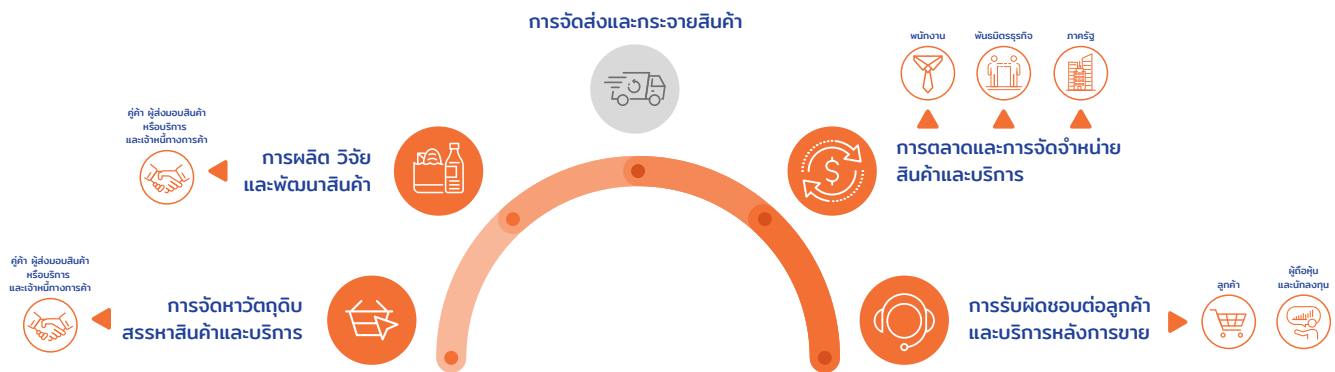 การจัดส่งและกระจายสินค้า
พนักงาน
พันธมิตรธุรกิจ
ภาครัฐ
คู่ค้า ผู้ส่งมอบสินค้า
หรือบริการ
และเจ้าหนี้ทางการค้า
การผลิต วิจัย
และพัฒนาสินค้า
การตลาดและการจัดจำหน่าย
สินค้าและบริการ
คู่ค้า ผู้ส่งมอบสินค้า
หรือบริการ
และเจ้าหนี้ทางการค้า
การจัดหาวัตถุดิบ
สรรหาสินค้าและบริการ
การรับผิดชอบต่อลูกค้า
และบริการหลังการขาย
ลูกค้า
ผู้ถือหุ้น
และนักลงทุน